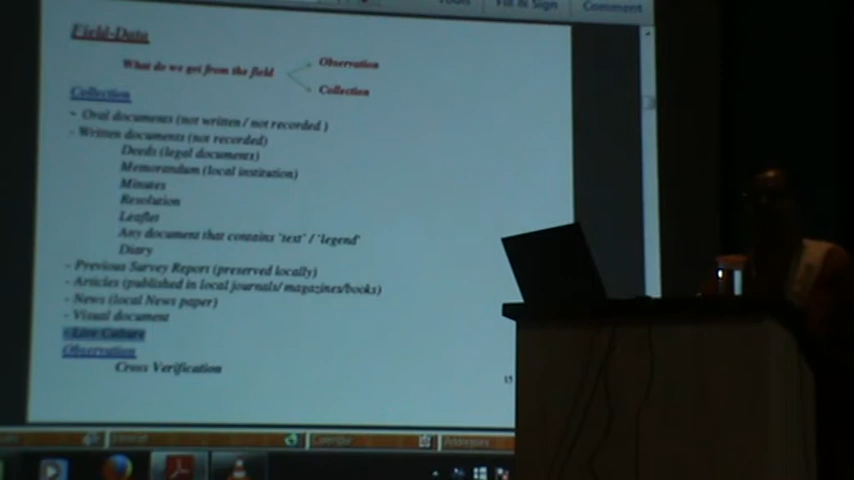 Tools Fill & Sign Comment
Field-Data
What do we get from the field
Observation
Collection
Collection
- Oval documents (not written / not recorded )
- Written documents (not recorded)
Deeds (legal documents)
Memorandum (local institution)
Minutes
Resolution
Leaflet
Any document that contains 'text' / 'legend'
Diary
- Previous Survey Report (preserved locally)
- Articles (published in local journals/ magazines/books)
- News (local News paper)
- Visual document
- Live Culture
Observation
Cross Verification
15